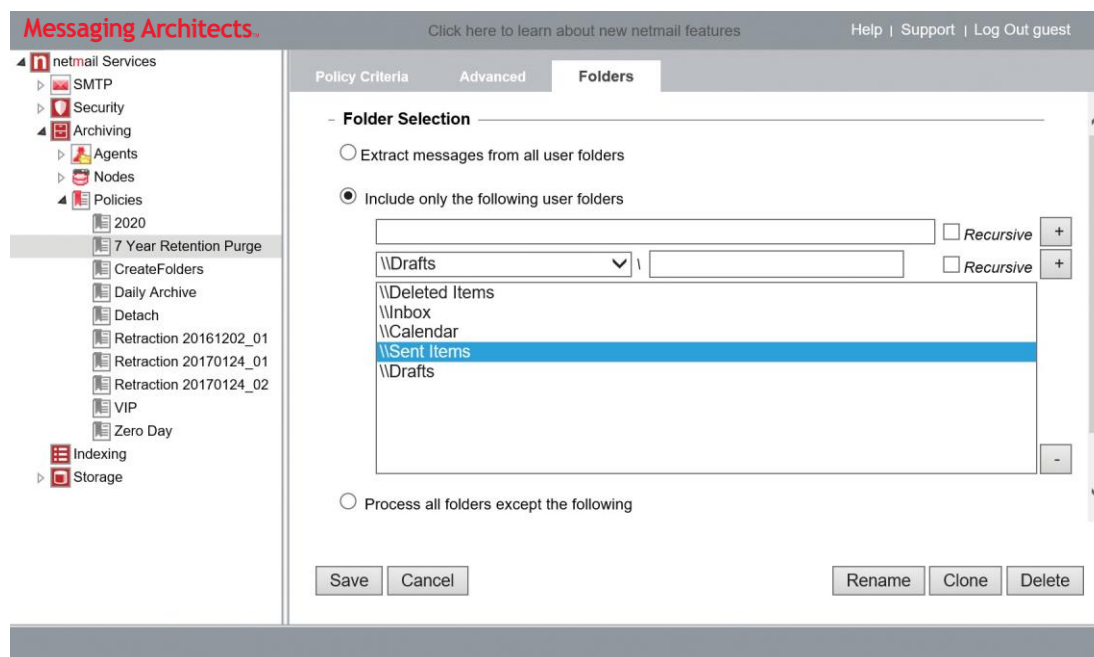 Messaging Architects
Click here to learn about new netmail features
Help | Support | Log Out guest
netmail Services
SMTP
Security
Archiving
Agents
Nodes
Policies
2020
7 Year Retention Purge
CreateFolders
Daily Archive
Detach
Retraction 20161202_01
Retraction 20170124_01
Retraction 20170124_02
VIP
Zero Day
Indexing
Storage
Policy Criteria Advanced Folders
Folder Selection
Extract messages from all user folders
Include only the following user folders
Recursive +
\\Drafts \ Recursive +
\\Deleted Items
\\Inbox
\\Calendar
\\Sent Items
\\Drafts
-
Process all folders except the following
Save Cancel Rename Clone Delete